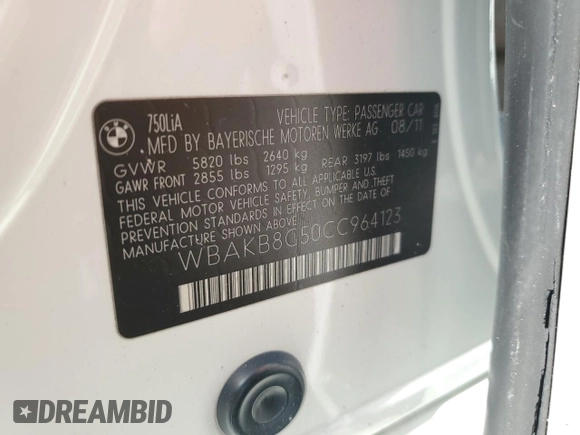 BMW
750LiA
VEHICLE TYPE: PASSENGER CAR
MFD BY BAYERISCHE MOTOREN WERKE AG 08/11
GVWR 5820 lbs 2640 kg
GAWR FRONT 2855 lbs 1295 kg REAR 3197 lbs 1450 kg
THIS VEHICLE CONFORMS TO ALL APPLICABLE U.S.
FEDERAL MOTOR VEHICLE SAFETY, BUMPER AND THEFT
PREVENTION STANDARDS IN EFFECT ON THE DATE OF
MANUFACTURE SHOWN ABOVE.
WBAKB8C50CC964123
DREAMBID